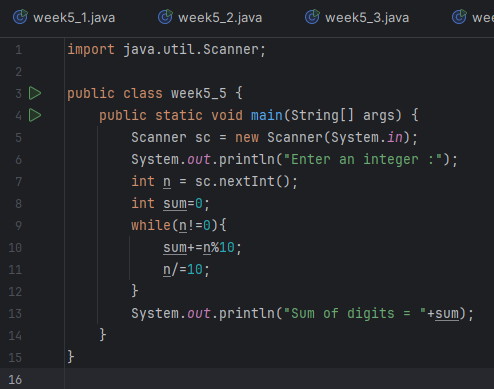 week5_1.java week5_2.java week5_3.java wee
1 import java.util.Scanner;
2
3 public class week5_5 {
4 public static void main(String[] args) {
5 Scanner sc = new Scanner(System.in);
6 System.out.println("Enter an integer :");
7 int n = sc.nextInt();
8 int sum=0;
9 while(n!=0){
10 sum+=n%10;
11 n/=10;
12 }
13 System.out.println("Sum of digits = "+sum);
14 }
15 }
16